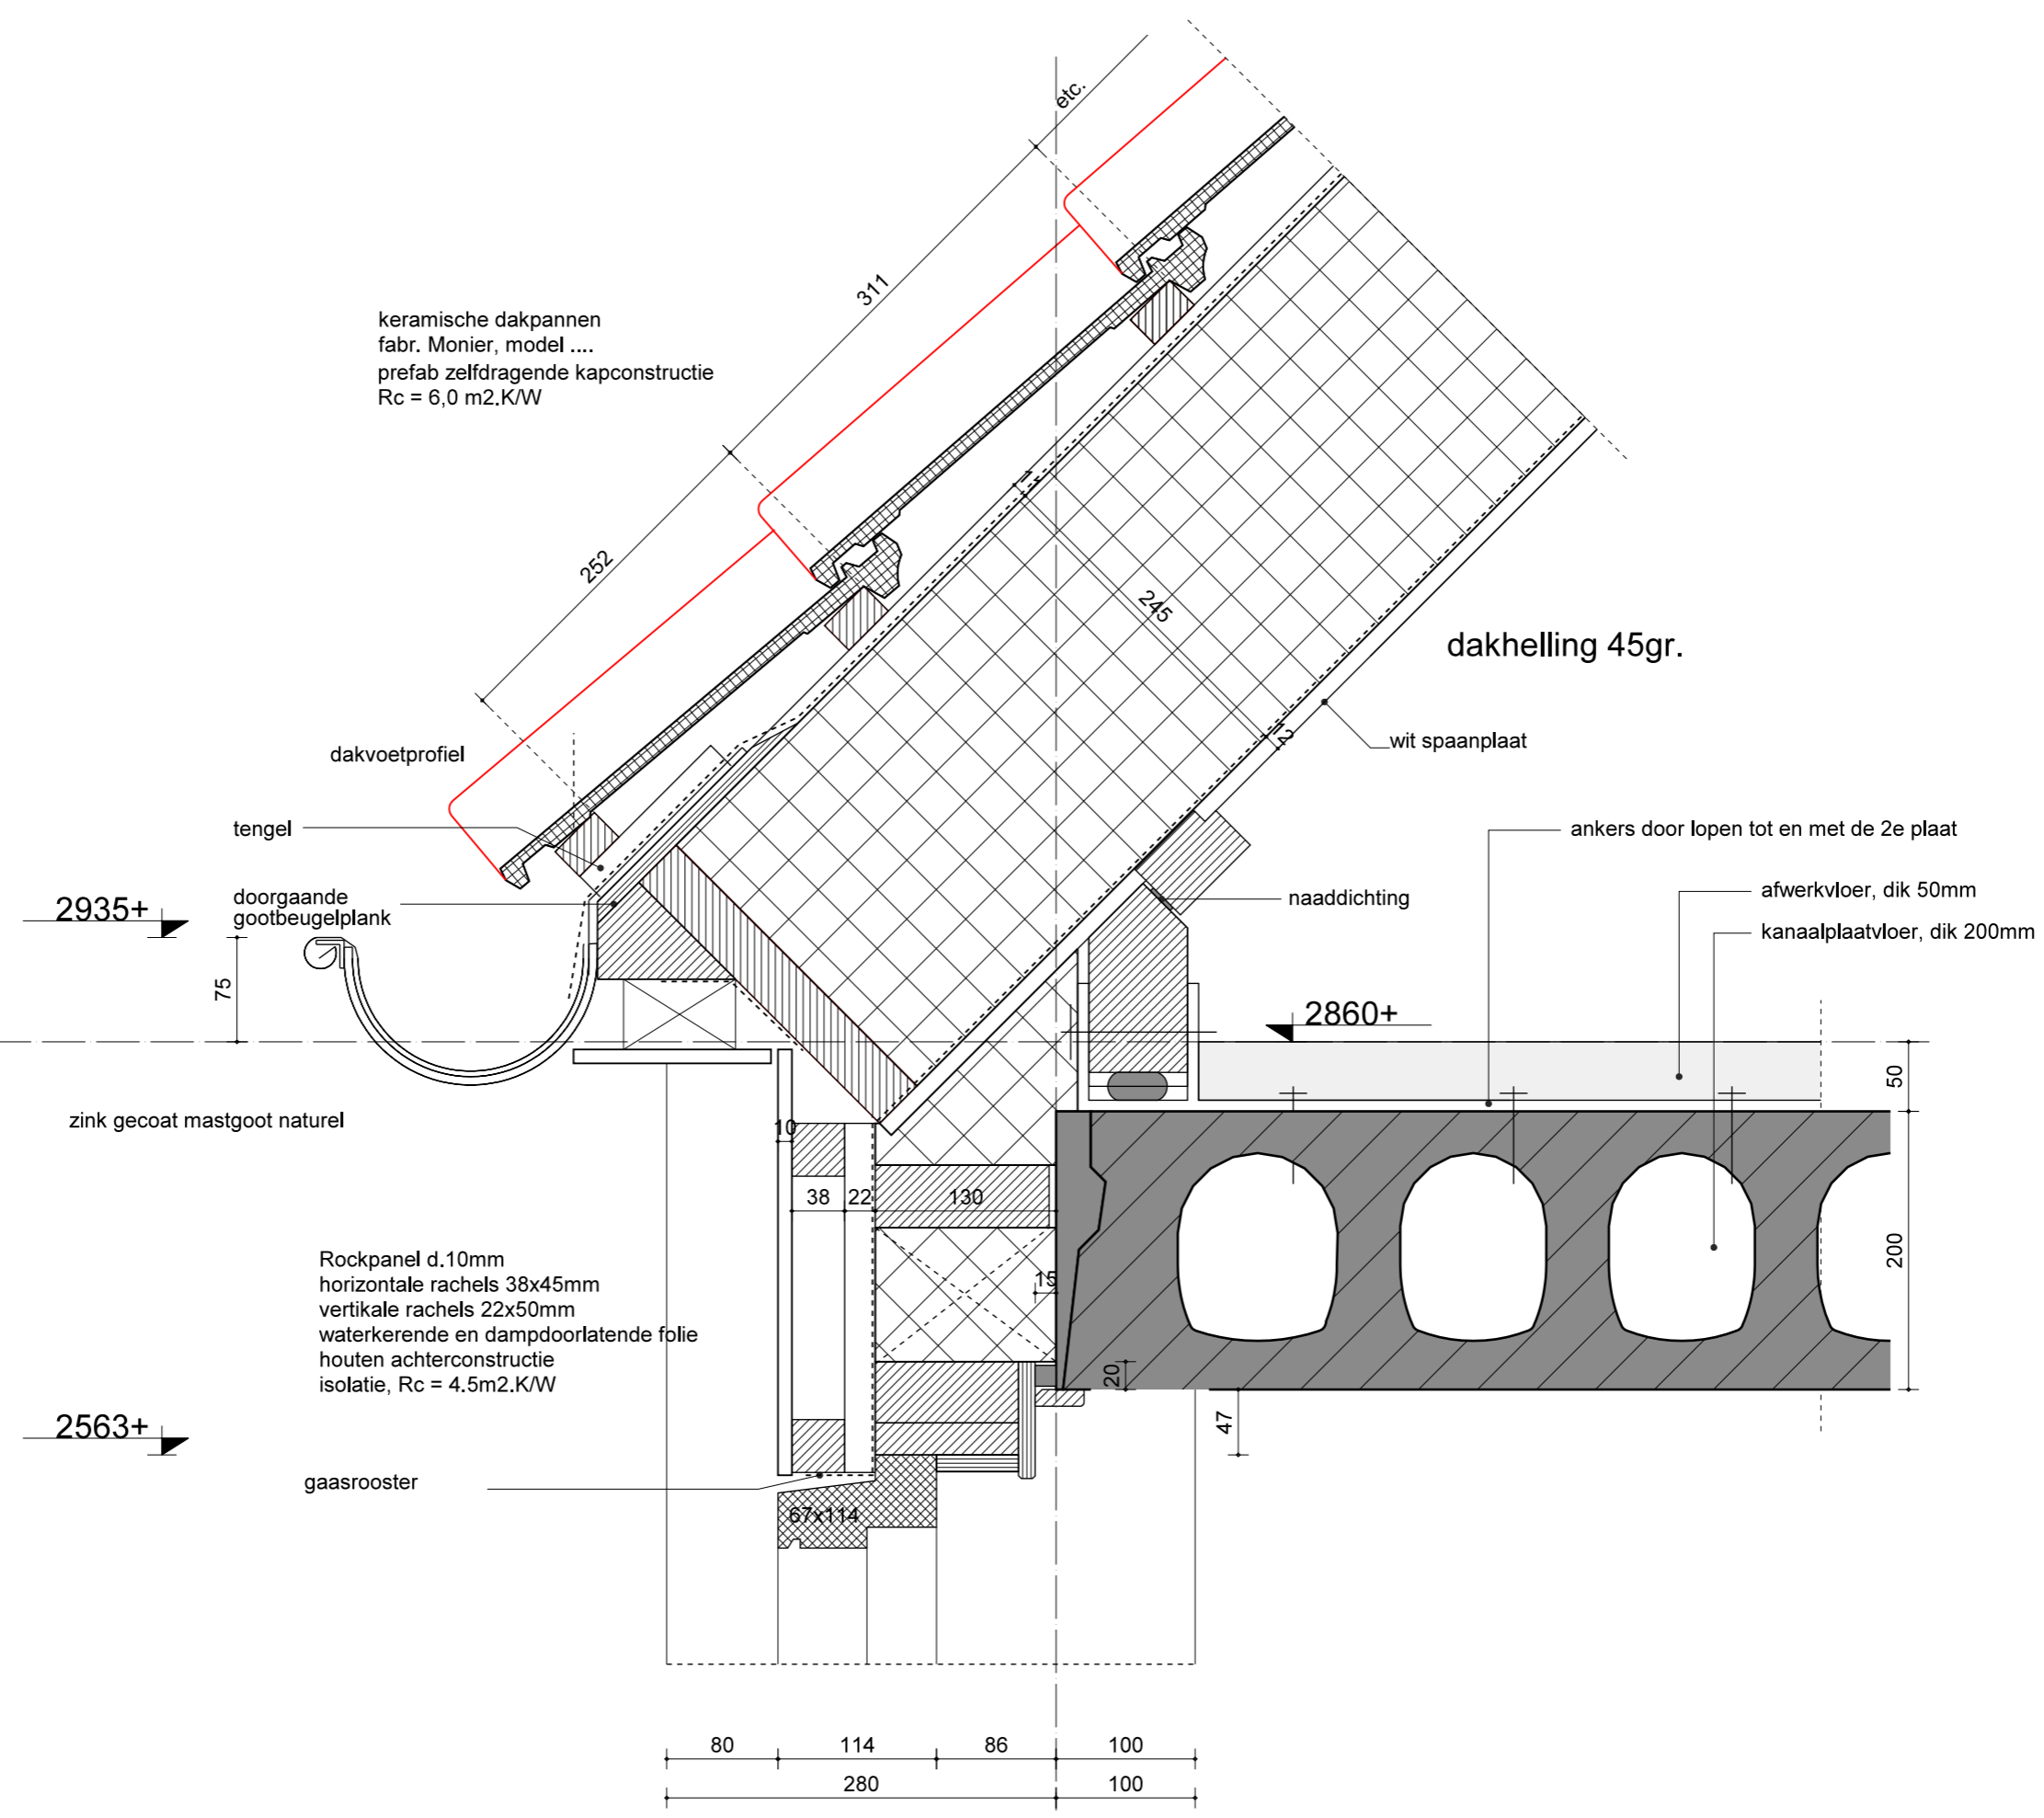 etc.
311
keramische dakpannen
fabr. Monier, model ....
prefab zelfdragende kapconstructie
Rc = 6,0 m2.K/W
252
245
dakhelling 45gr.
12
wit spaanplaat
dakvoetprofiel
tengel
ankers door lopen tot en met de 2e plaat
doorgaande
gootbeugelplank
naaddichting
afwerkvloer, dik 50mm
2935+
kanaalplaatvloer, dik 200mm
75
2860+
50
zink gecoat mastgoot naturel
10
38
22
130
200
Rockpanel d.10mm
horizontale rachels 38x45mm
vertikale rachels 22x50mm
waterkerende en dampdoorlatende folie
houten achterconstructie
isolatie, Rc = 4.5m2.K/W
15
20
2563+
47
gaasrooster
67x114
80
114
86
100
280
100